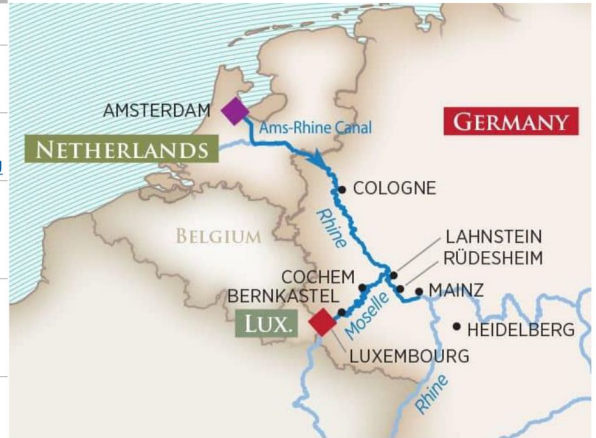 AMSTERDAM
Ams-Rhine Canal
GERMANY
NETHERLANDS
COLOGNE
Rhine
BELGIUM
LAHNSTEIN
RÜDESHEIM
COCHEM
MAINZ
BERNKASTEL
Moselle
LUX.
HEIDELBERG
LUXEMBOURG
Rhine